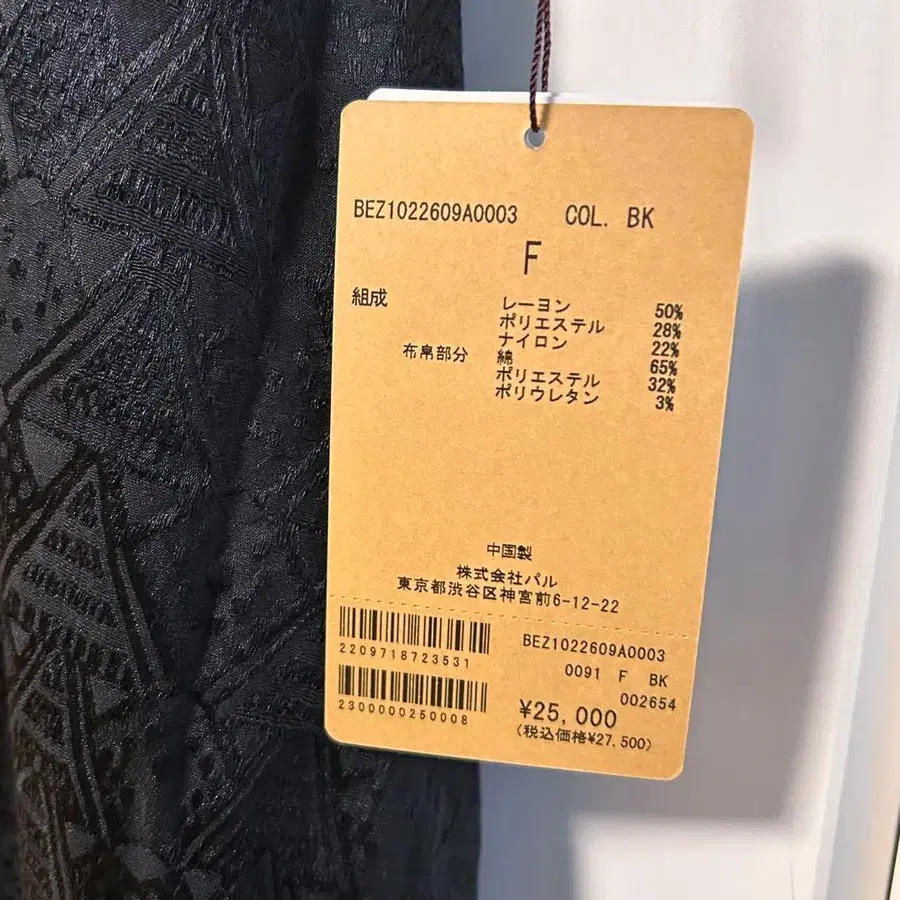 BEZ1022609A0003 COL. BK
F
組成 レーヨン 50%
ポリエステル 28%
ナイロン 22%
布帛部分 綿 65%
ポリエステル 32%
ポリウレタン 3%
中国製
株式会社パル
東京都渋谷区神宮前6-12-22
2209718723531
BEZ1022609A0003
0091 F BK
002654
2300000250008
¥25,000
(税込価格¥27,500)